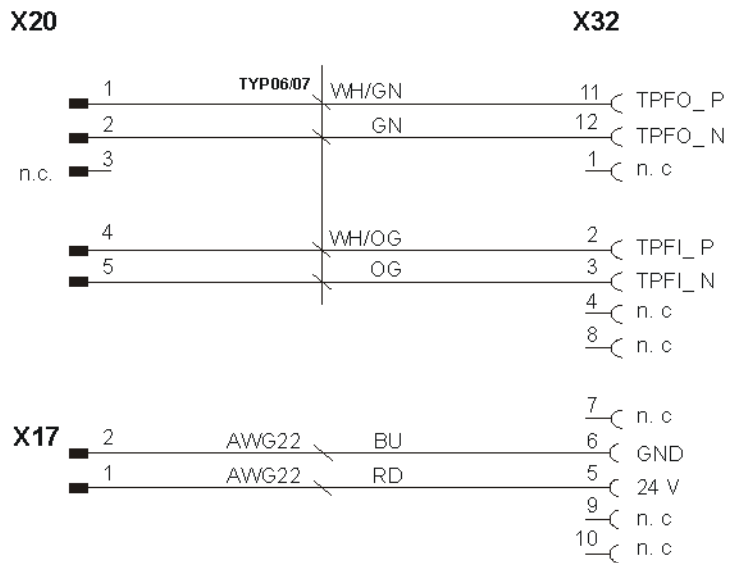 X20 X32
1 TYP06/07 WH/GN 11 TPFO_ P
2 GN 12 TPFO_ N
n.c. 3 1 n. c
4 WH/OG 2 TPFI_ P
5 OG 3 TPFI_ N
4 n. c
8 n. c
7 n. c
X17 2 AWG22 BU 6 GND
1 AWG22 RD 5 24 V
9 n. c
10 n. c